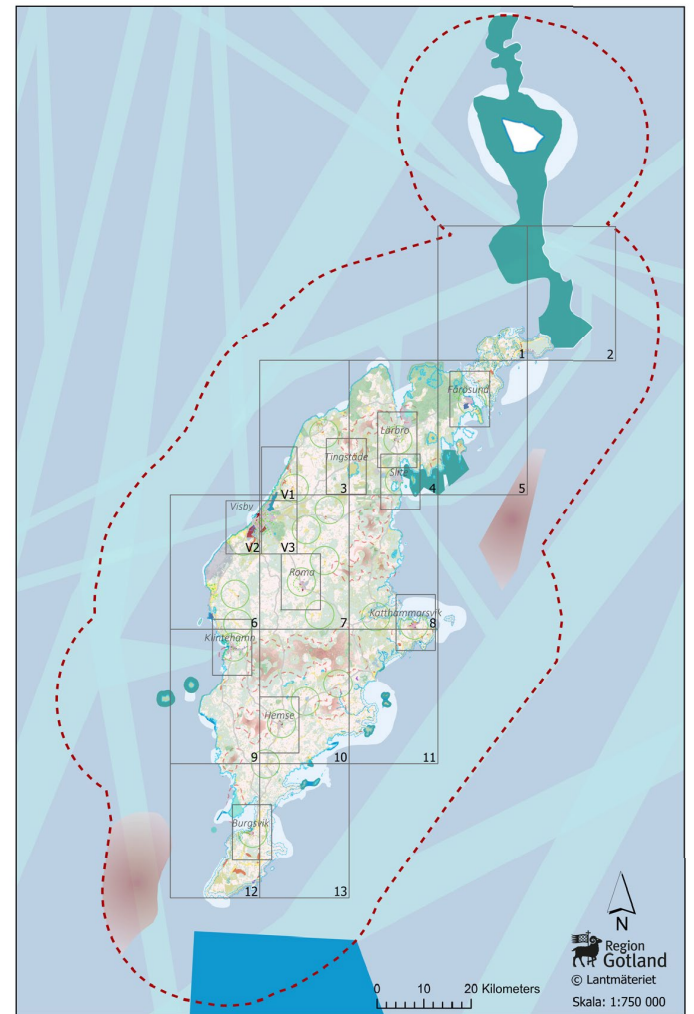 1
2
Fårösund
Lärbro
Tingstäde
Slite
3
4
5
V1
Visby
V2
V3
Roma
Katthammarsvik
6
7
8
Klintehamn
Hemse
9
10
11
Burgsvik
12
13
N
Region
Gotland
© Lantmäteriet
0 10 20 Kilometers
Skala: 1:750 000